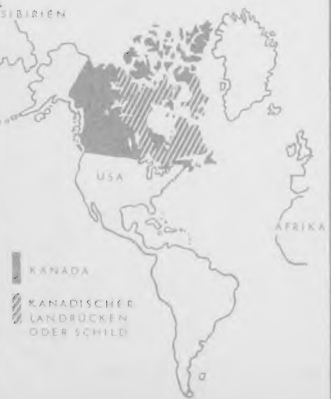 SIBIRIEN
USA
AFRIKA
KANADA
KANADISCHER
LANDRÜCKEN
ODER SCHILD